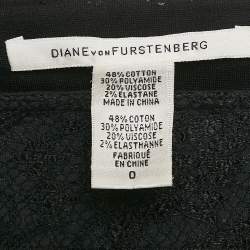 DIANE VON FURSTENBERG
48% COTTON
30% POLYAMIDE
20% VISCOSE
2% ELASTANE
MADE IN CHINA
48% COTTON
30% POLYAMIDE
20% VISCOSE
2% ELASTHANNE
FABRIQUÉ
EN CHINE
0